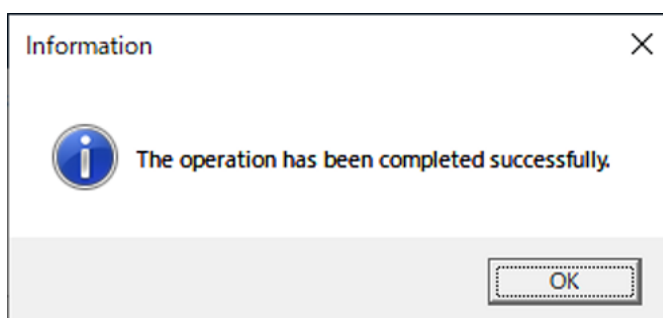 Information
The operation has been completed successfully.
OK